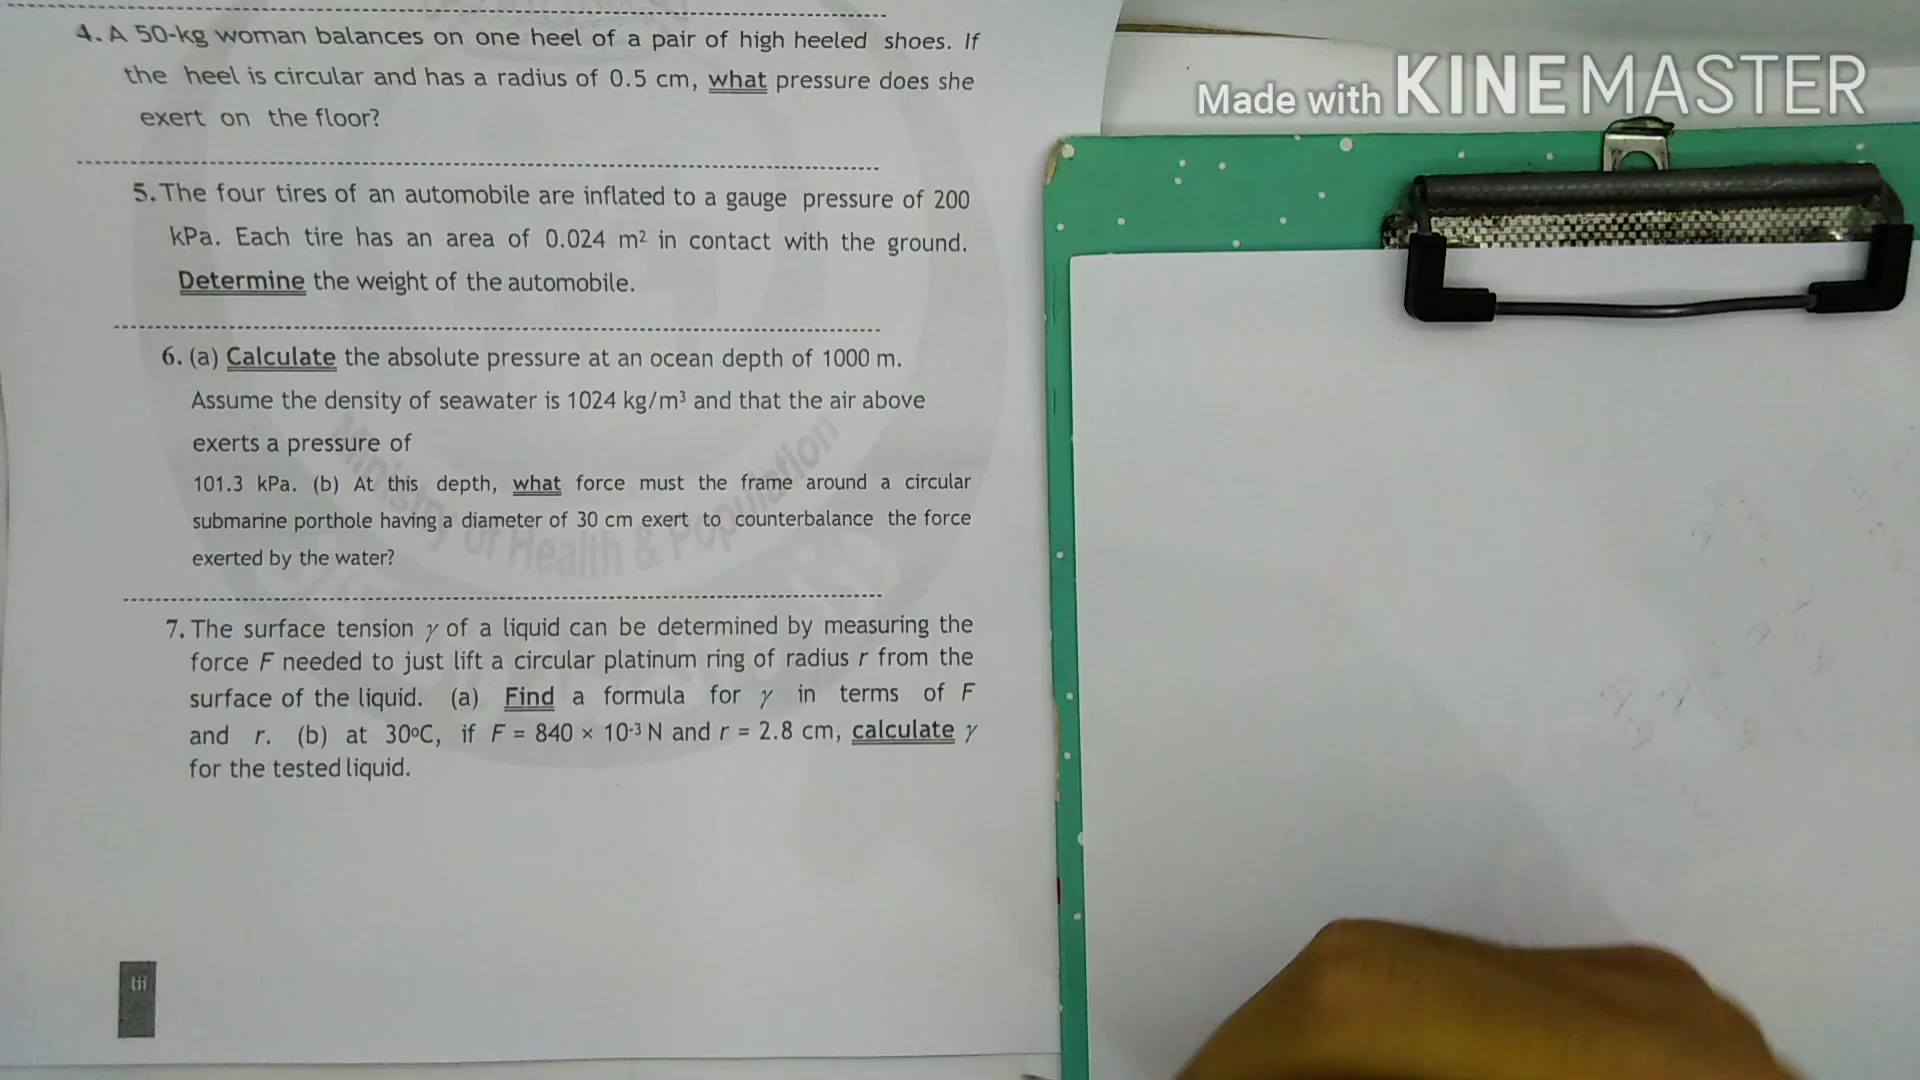 4. A 50-kg woman balances on one heel of a pair of high heeled shoes. If
the heel is circular and has a radius of 0.5 cm, what pressure does she
exert on the floor?
5. The four tires of an automobile are inflated to a gauge pressure of 200
kPa. Each tire has an area of 0.024 m² in contact with the ground.
Determine the weight of the automobile.
6. (a) Calculate the absolute pressure at an ocean depth of 1000 m.
Assume the density of seawater is 1024 kg/m³ and that the air above
exerts a pressure of
101.3 kPa. (b) At this depth, what force must the frame around a circular
submarine porthole having a diameter of 30 cm exert to counterbalance the force
exerted by the water?
7. The surface tension γ of a liquid can be determined by measuring the
force F needed to just lift a circular platinum ring of radius r from the
surface of the liquid. (a) Find a formula for γ in terms of F
and r. (b) at 30ºC, if F = 840 × 10⁻³ N and r = 2.8 cm, calculate γ
for the tested liquid.
Ministry of Health & Population
Made with KINEMASTER